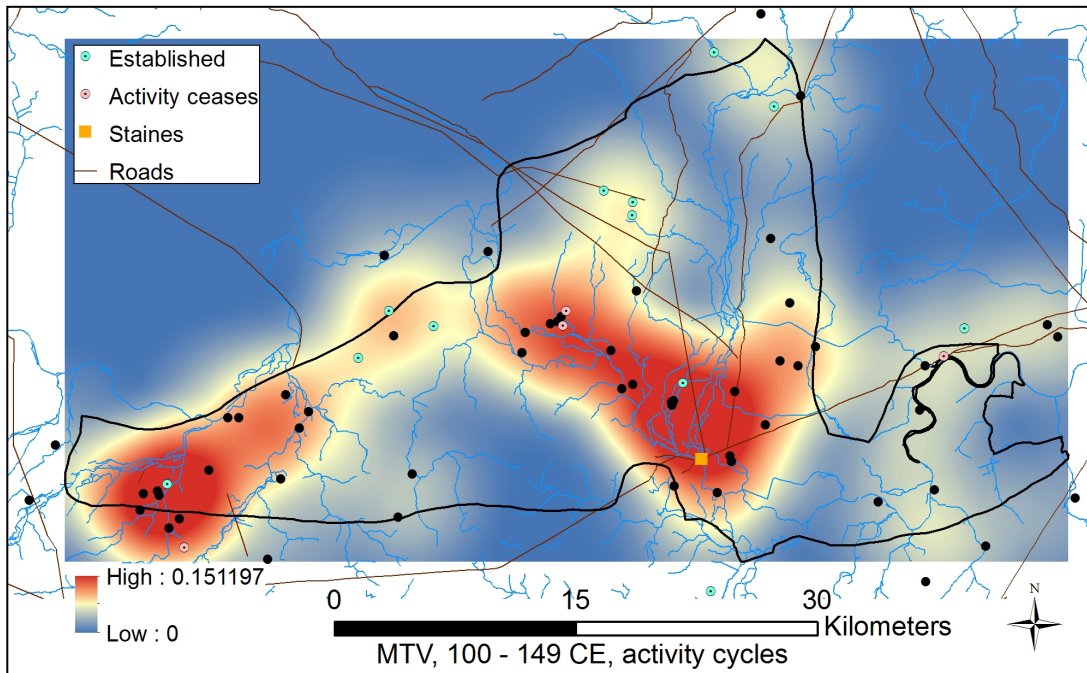 Established
Activity ceases
Staines
Roads
High : 0.151197
Low : 0
0 15 30
Kilometers
N
MTV, 100 - 149 CE, activity cycles